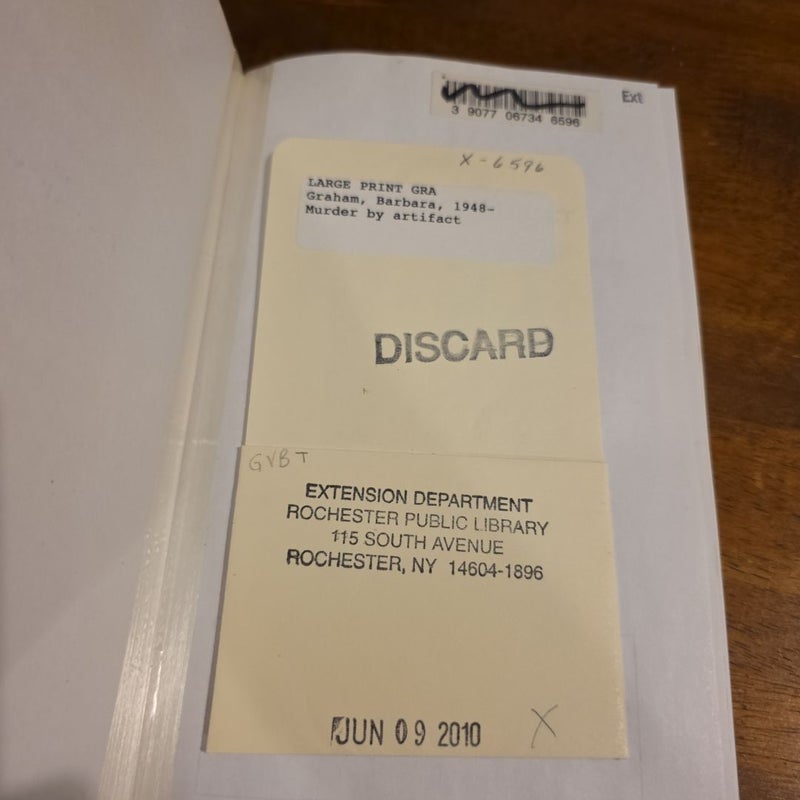 3 9077 06734 6596
Ext
X-6596
LARGE PRINT GRA
Graham, Barbara, 1948-
Murder by artifact
DISCARD
GVBT
EXTENSION DEPARTMENT
ROCHESTER PUBLIC LIBRARY
115 SOUTH AVENUE
ROCHESTER, NY 14604-1896
JUN 09 2010
X